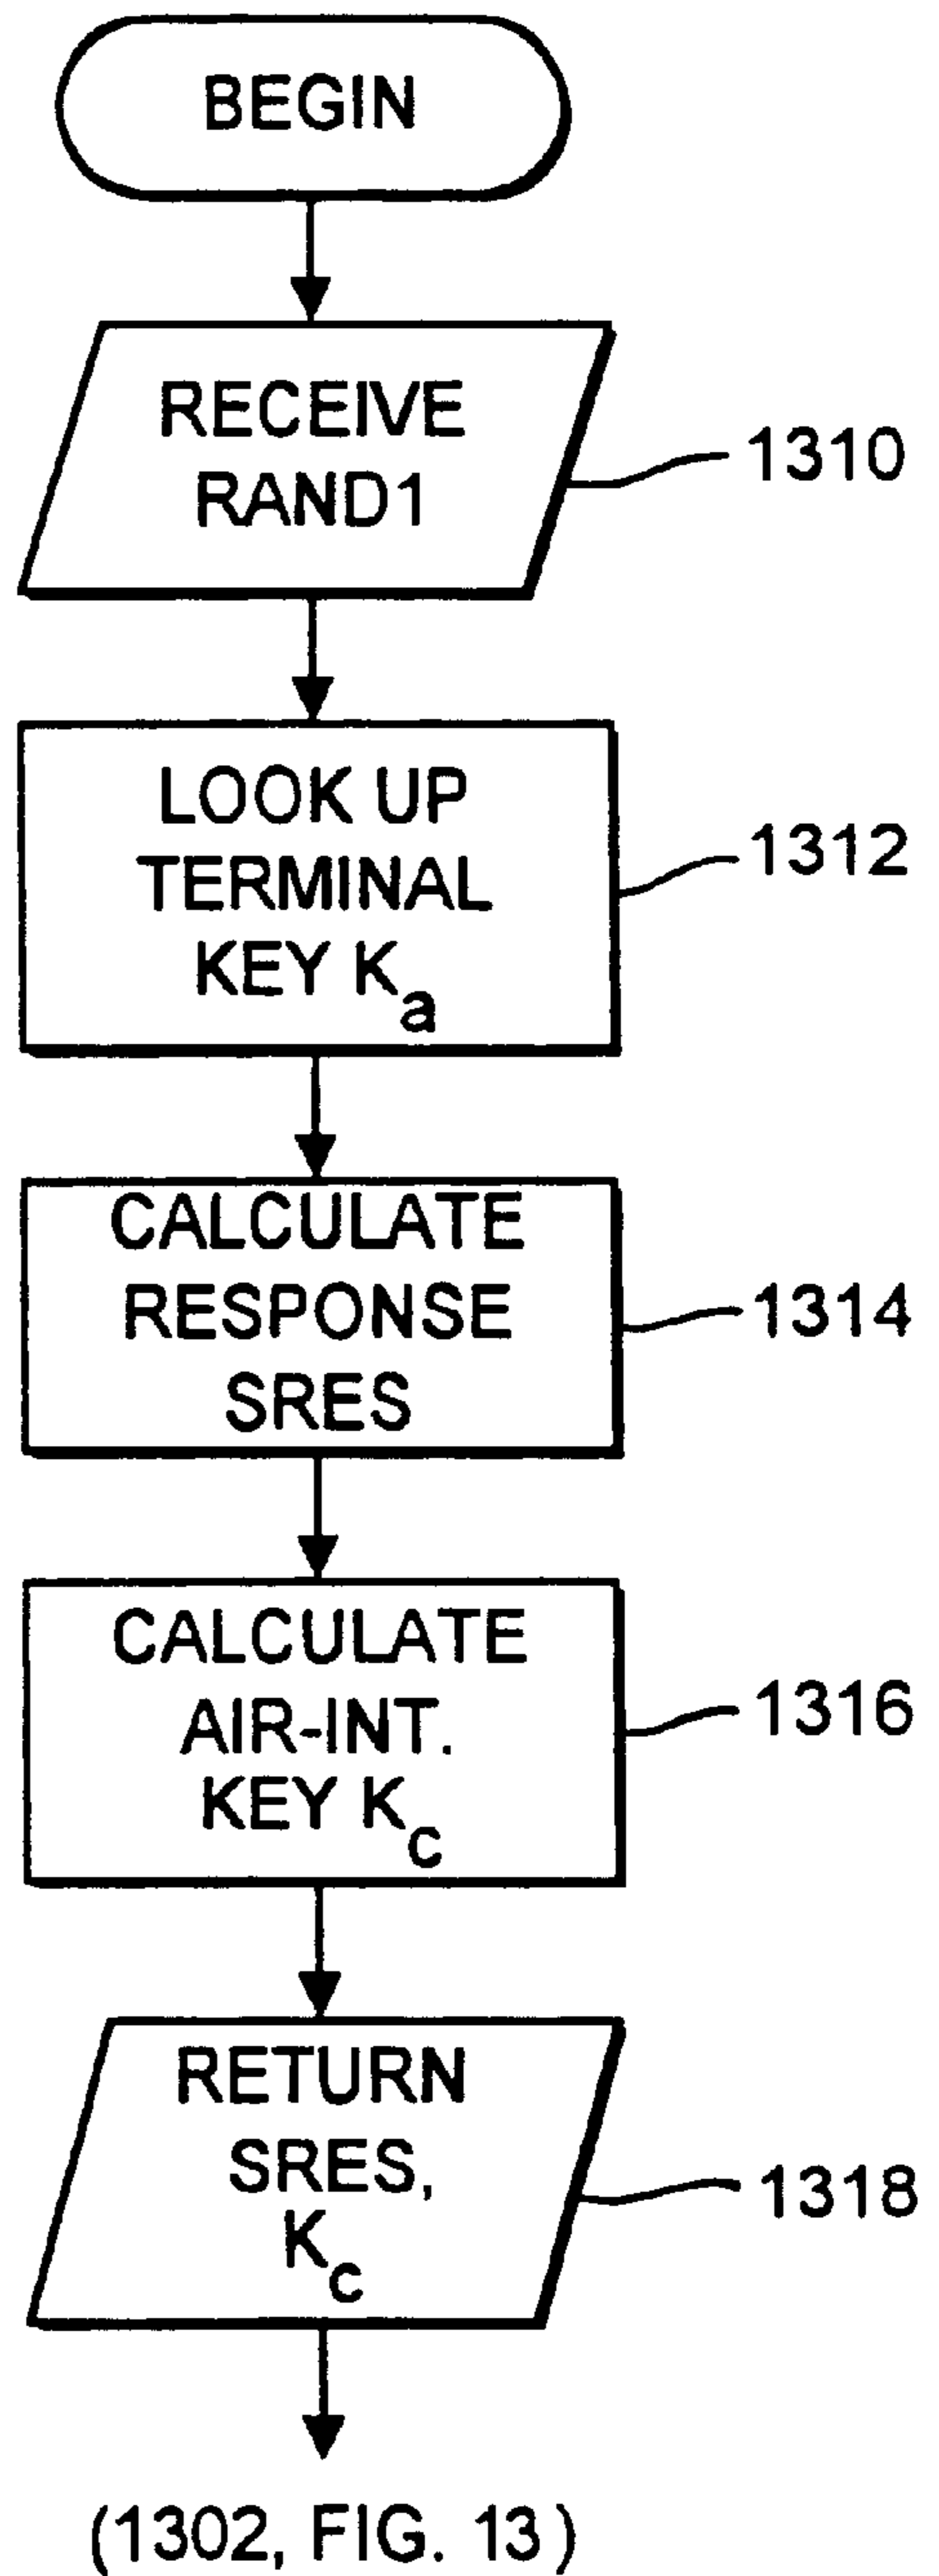 BEGIN
RECEIVE
RAND1
1310
LOOK UP
TERMINAL
KEY Ka
1312
CALCULATE
RESPONSE
SRES
1314
CALCULATE
AIR-INT.
KEY Kc
1316
RETURN
SRES,
Kc
1318
(1302, FIG. 13)